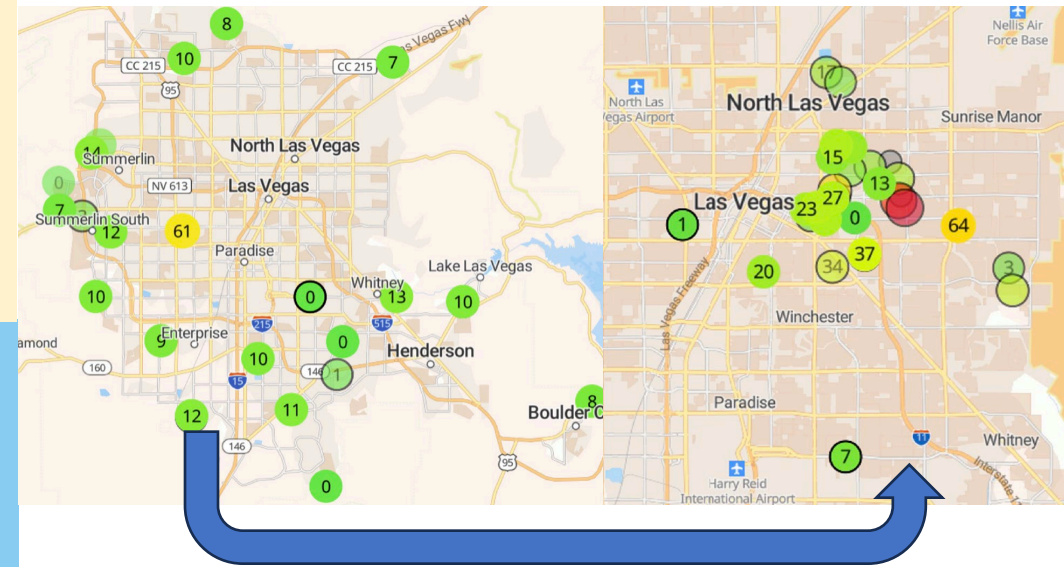 8
as Vegas Fwy
10
7
CC 215
CC 215
95
North Las Vegas
14
Summerlin
NV 613
Las Vegas
0
7
Summerlin South
12
61
Paradise
Lake Las Vegas
Whitney
10
0
13
10
215
515
amond
9
Enterprise
0
10
Henderson
160
146
1
15
12
11
8
Boulder C
146
95
0
Nellis Air
Force Base
17
North Las
Vegas Airport
North Las Vegas
Sunrise Manor
15
13
27
Las Vegas
23
0
1
64
37
20
34
3
Las Vegas Freeway
Winchester
Paradise
11
Whitney
7
Harry Reid
International Airport
Interstate 1